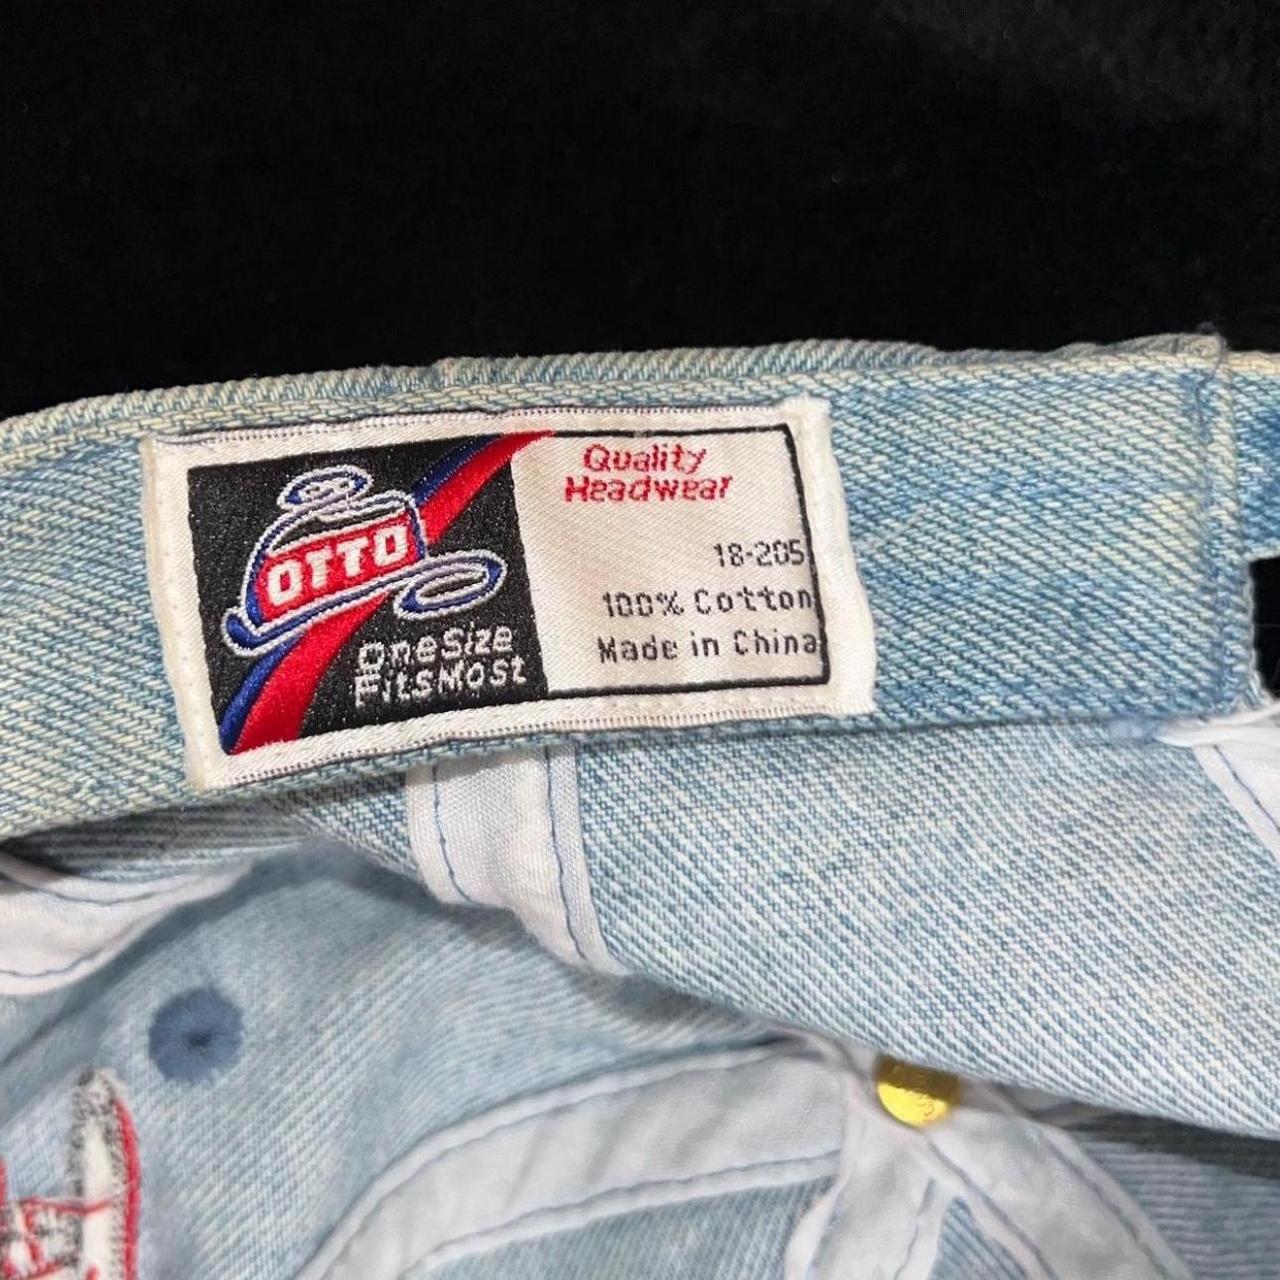 OTTO
One Size
Fits Most
Quality
Headwear
18-205
100% Cotton
Made in China